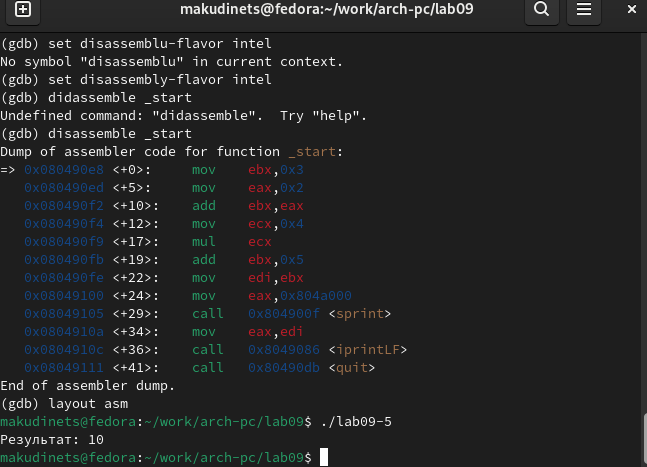 makudinets@fedora:~/work/arch-pc/lab09
(gdb) set disassemblu-flavor intel
No symbol "disassemblu" in current context.
(gdb) set disassembly-flavor intel
(gdb) didassemble _start
Undefined command: "didassemble".  Try "help".
(gdb) disassemble _start
Dump of assembler code for function _start:
=> 0x080490e8 <+0>:	mov    ebx,0x3
   0x080490ed <+5>:	mov    eax,0x2
   0x080490f2 <+10>:	add    ebx,eax
   0x080490f4 <+12>:	mov    ecx,0x4
   0x080490f9 <+17>:	mul    ecx
   0x080490fb <+19>:	add    ebx,0x5
   0x080490fe <+22>:	mov    edi,ebx
   0x08049100 <+24>:	mov    eax,0x804a000
   0x08049105 <+29>:	call   0x804900f <sprint>
   0x0804910a <+34>:	mov    eax,edi
   0x0804910c <+36>:	call   0x8049086 <iprintLF>
   0x08049111 <+41>:	call   0x80490db <quit>
End of assembler dump.
(gdb) layout asm
makudinets@fedora:~/work/arch-pc/lab09$ ./lab09-5
Результат: 10
makudinets@fedora:~/work/arch-pc/lab09$